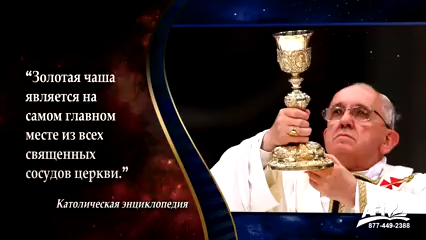 “Золотая чаша
является на
самом главном
месте из всех
священных
сосудов церкви.”
Католическая энциклопедия
877-449-2388